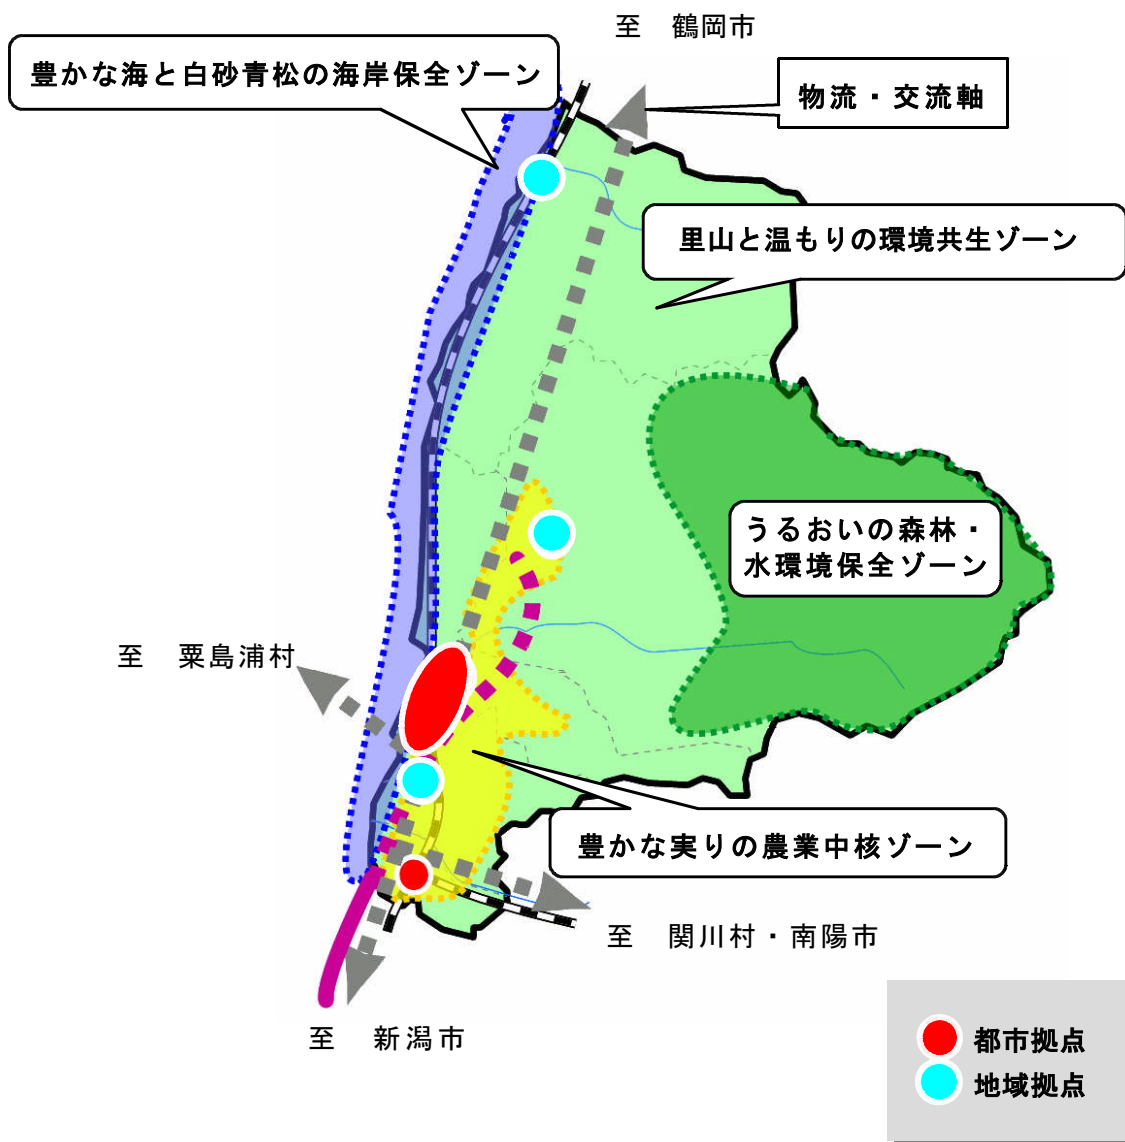 至　鶴岡市
豊かな海と白砂青松の海岸保全ゾーン
物流・交流軸
里山と温もりの環境共生ゾーン
うるおいの森林・
水環境保全ゾーン
至　粟島浦村
豊かな実りの農業中核ゾーン
至　関川村・南陽市
至　新潟市
都市拠点
地域拠点